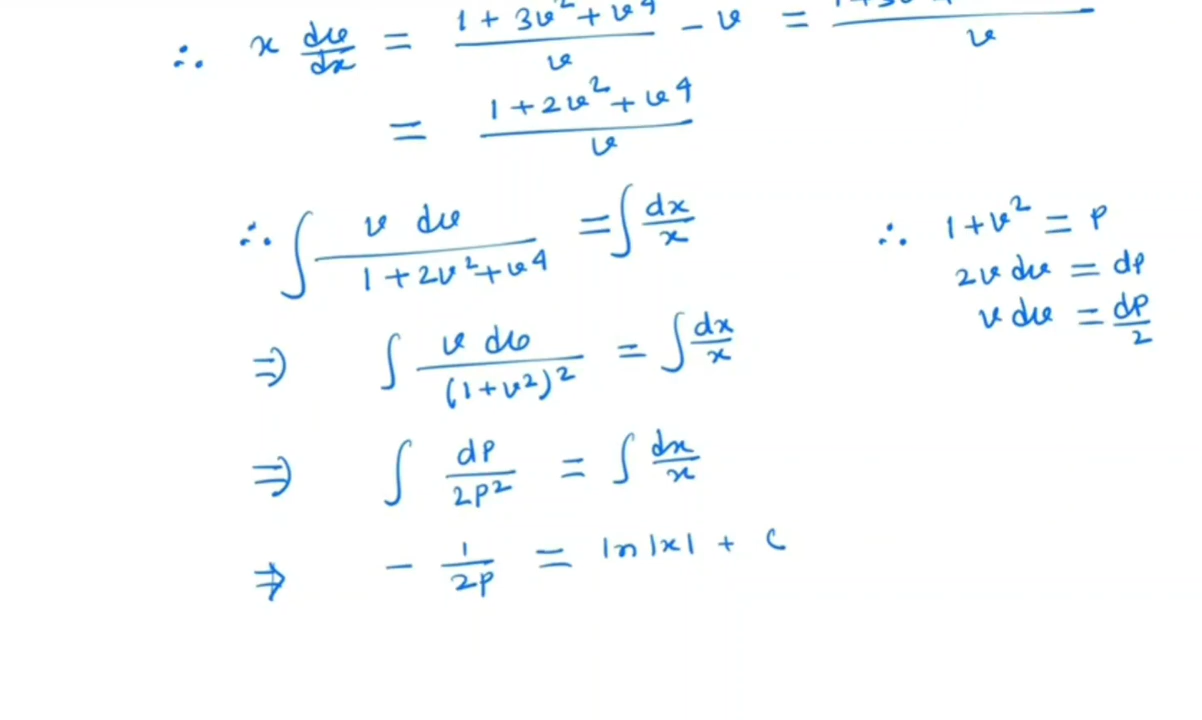 ∴ x dv/dx = (1 + 3v² + v⁴)/v − v = /v
= (1 + 2v² + v⁴)/v
∴ ∫ v dv/(1 + 2v² + v⁴) = ∫ dx/x
∴ 1 + v² = p
2v dv = dp
v dv = dp/2
⇒ ∫ v dv/(1 + v²)² = ∫ dx/x
⇒ ∫ dp/2p² = ∫ dx/x
⇒ − 1/2p = ln|x| + c